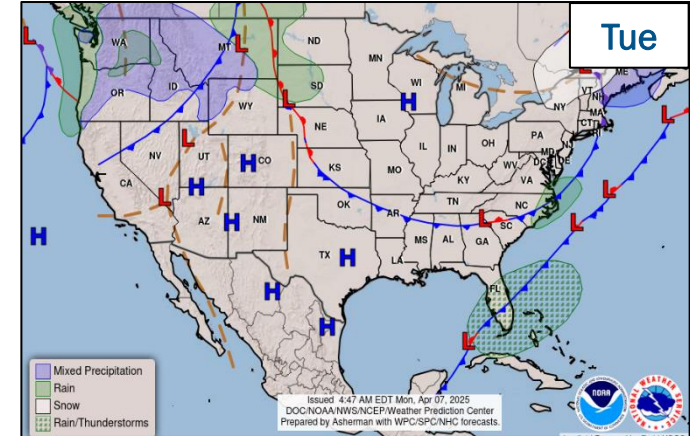 Tue
L
L
L
WA
MT
ND
MN
ME
OR
ID
SD
WI
MI
VT
NH
WY
H
NY
MA
CT
RI
L
L
NE
IA
PA
NJ
L
NV
UT
H
CO
IL
IN
OH
MD
DE
DC
WV
CA
H
KS
MO
KY
VA
L
L
AZ
H
NM
OK
AR
TN
NC
L
SC
L
H
TX
H
MS
AL
GA
LA
H
FL
H
L
Mixed Precipitation
Rain
Snow
Rain/Thunderstorms
Issued 4:47 AM EDT Mon, Apr 07, 2025
DOC/NOAA/NWS/NCEP/Weather Prediction Center
Prepared by Asherman with WPC/SPC/NHC forecasts.
NOAA
NATIONAL WEATHER SERVICE